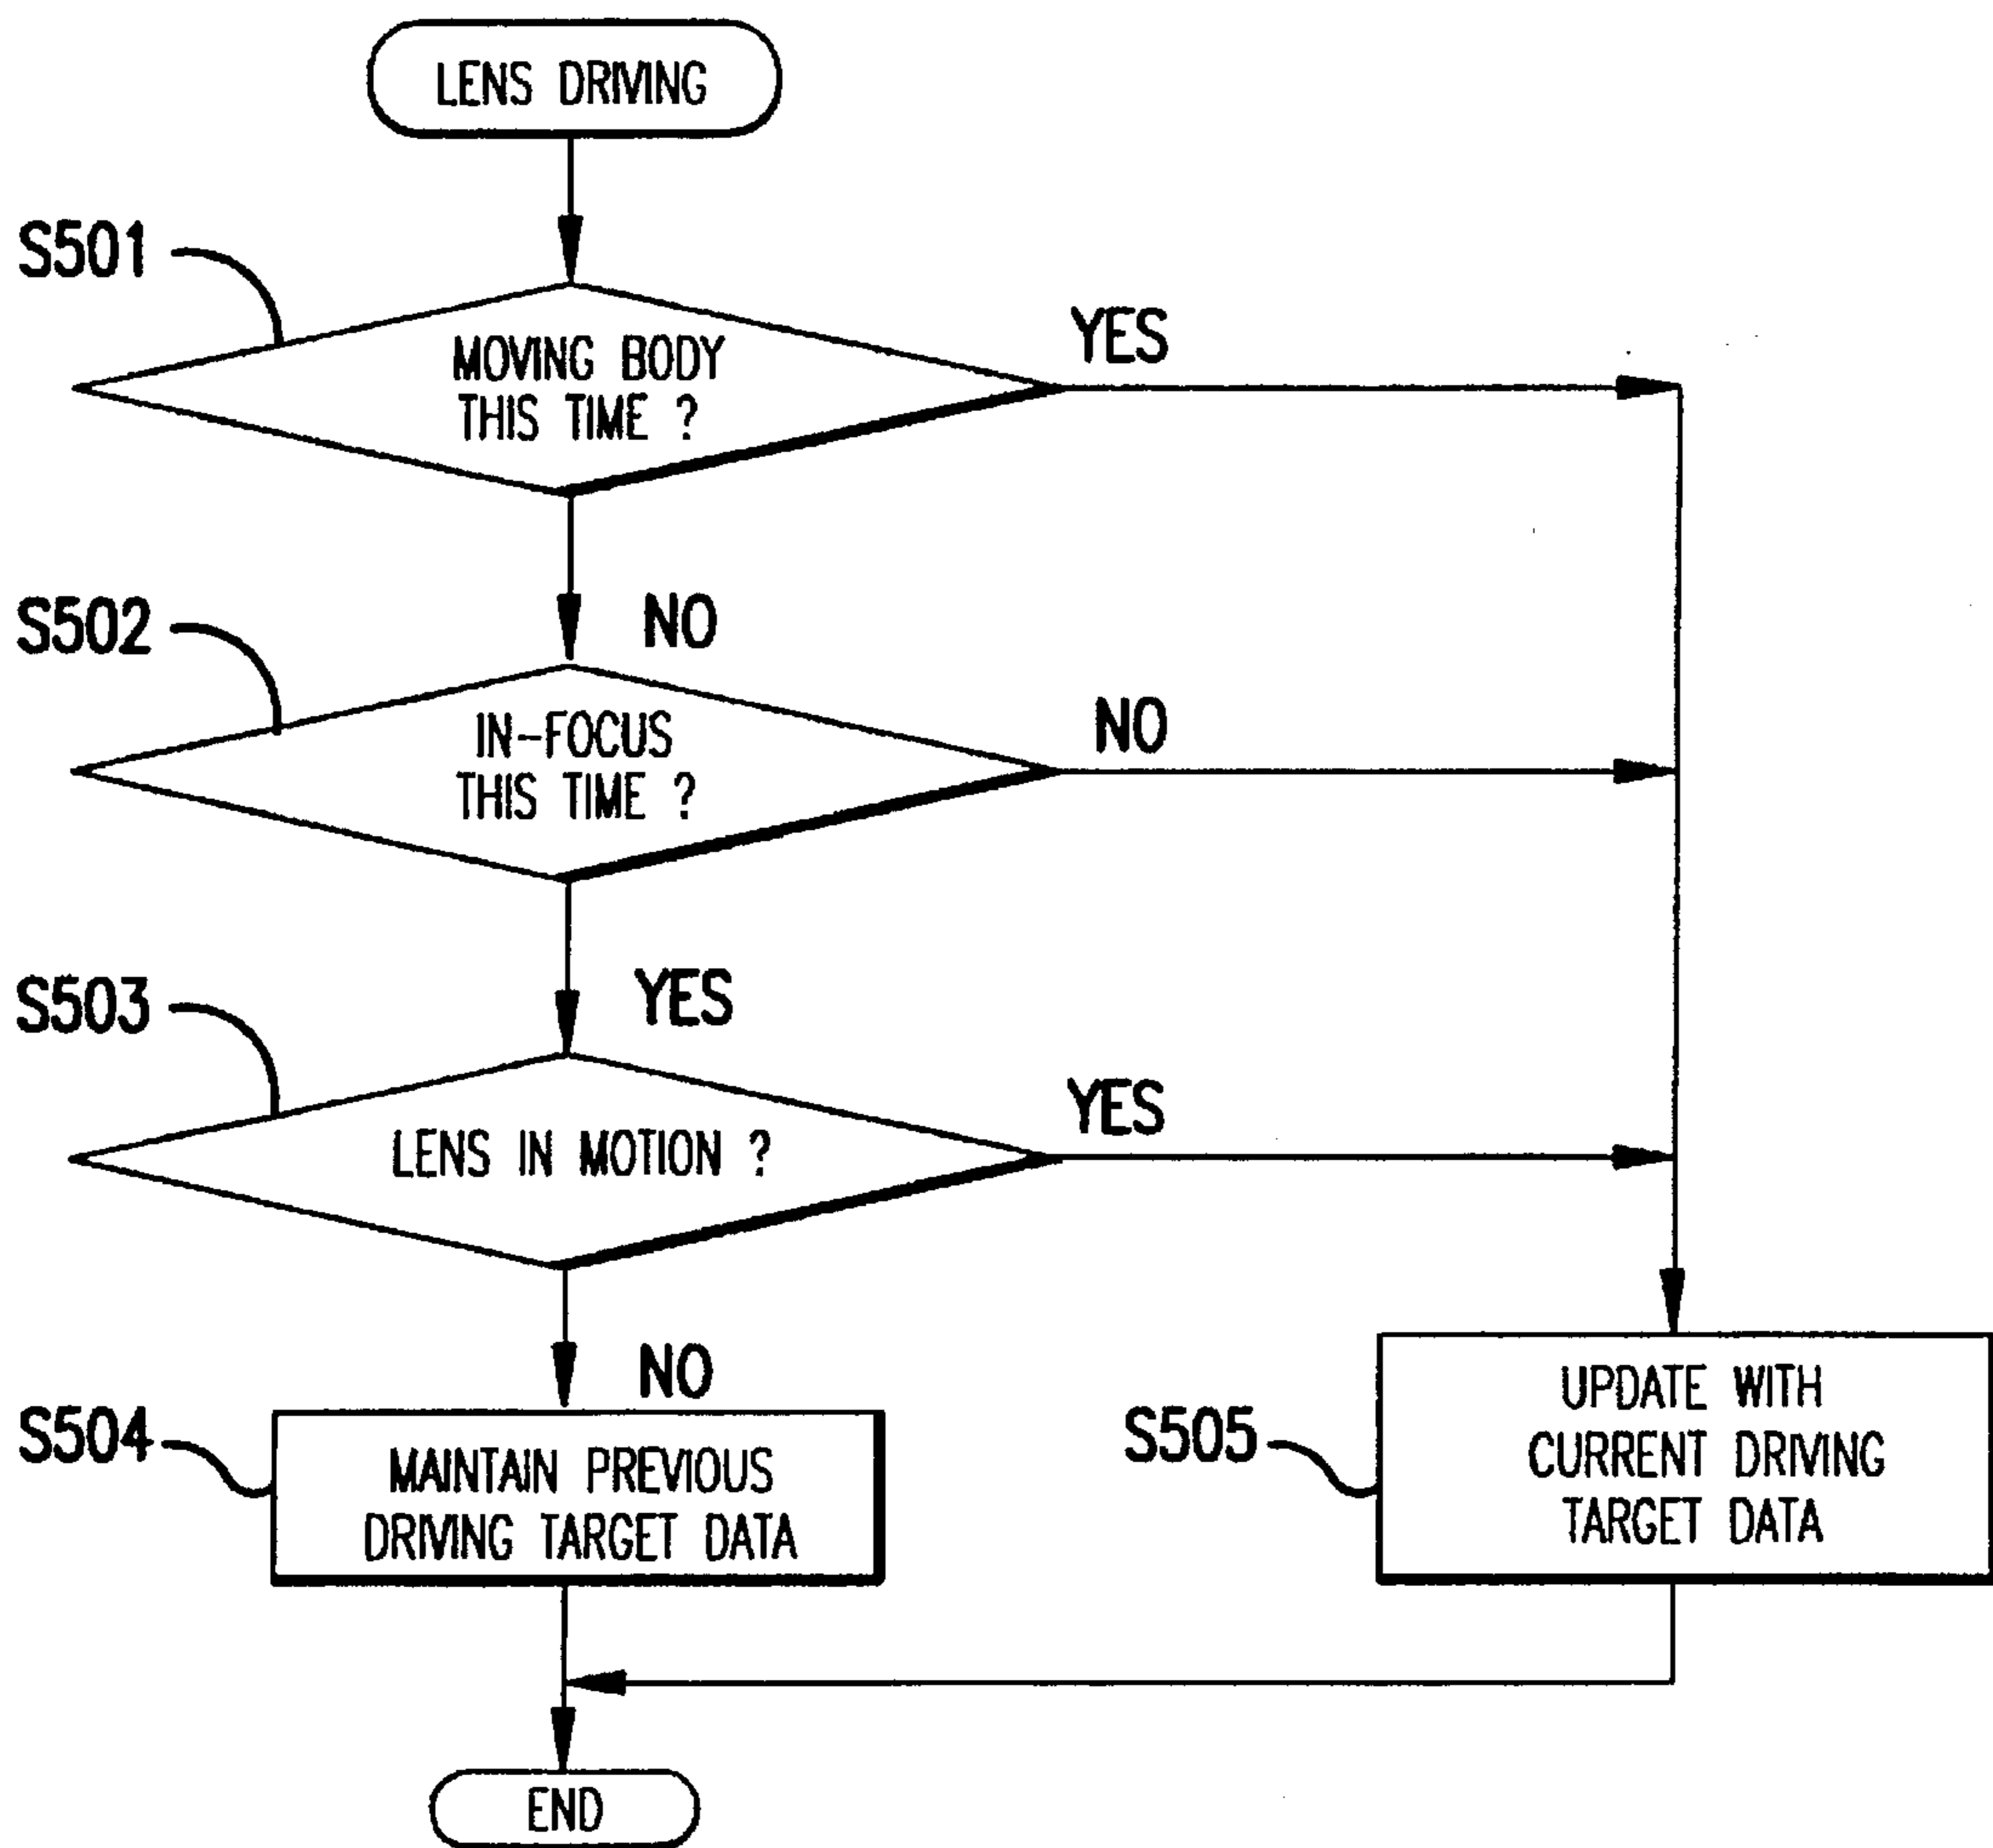 LENS DRIVING
S501
MOVING BODY
THIS TIME ?
YES
NO
S502
IN-FOCUS
THIS TIME ?
NO
YES
S503
LENS IN MOTION ?
YES
NO
S504
MAINTAIN PREVIOUS
DRIVING TARGET DATA
S505
UPDATE WITH
CURRENT DRIVING
TARGET DATA
END